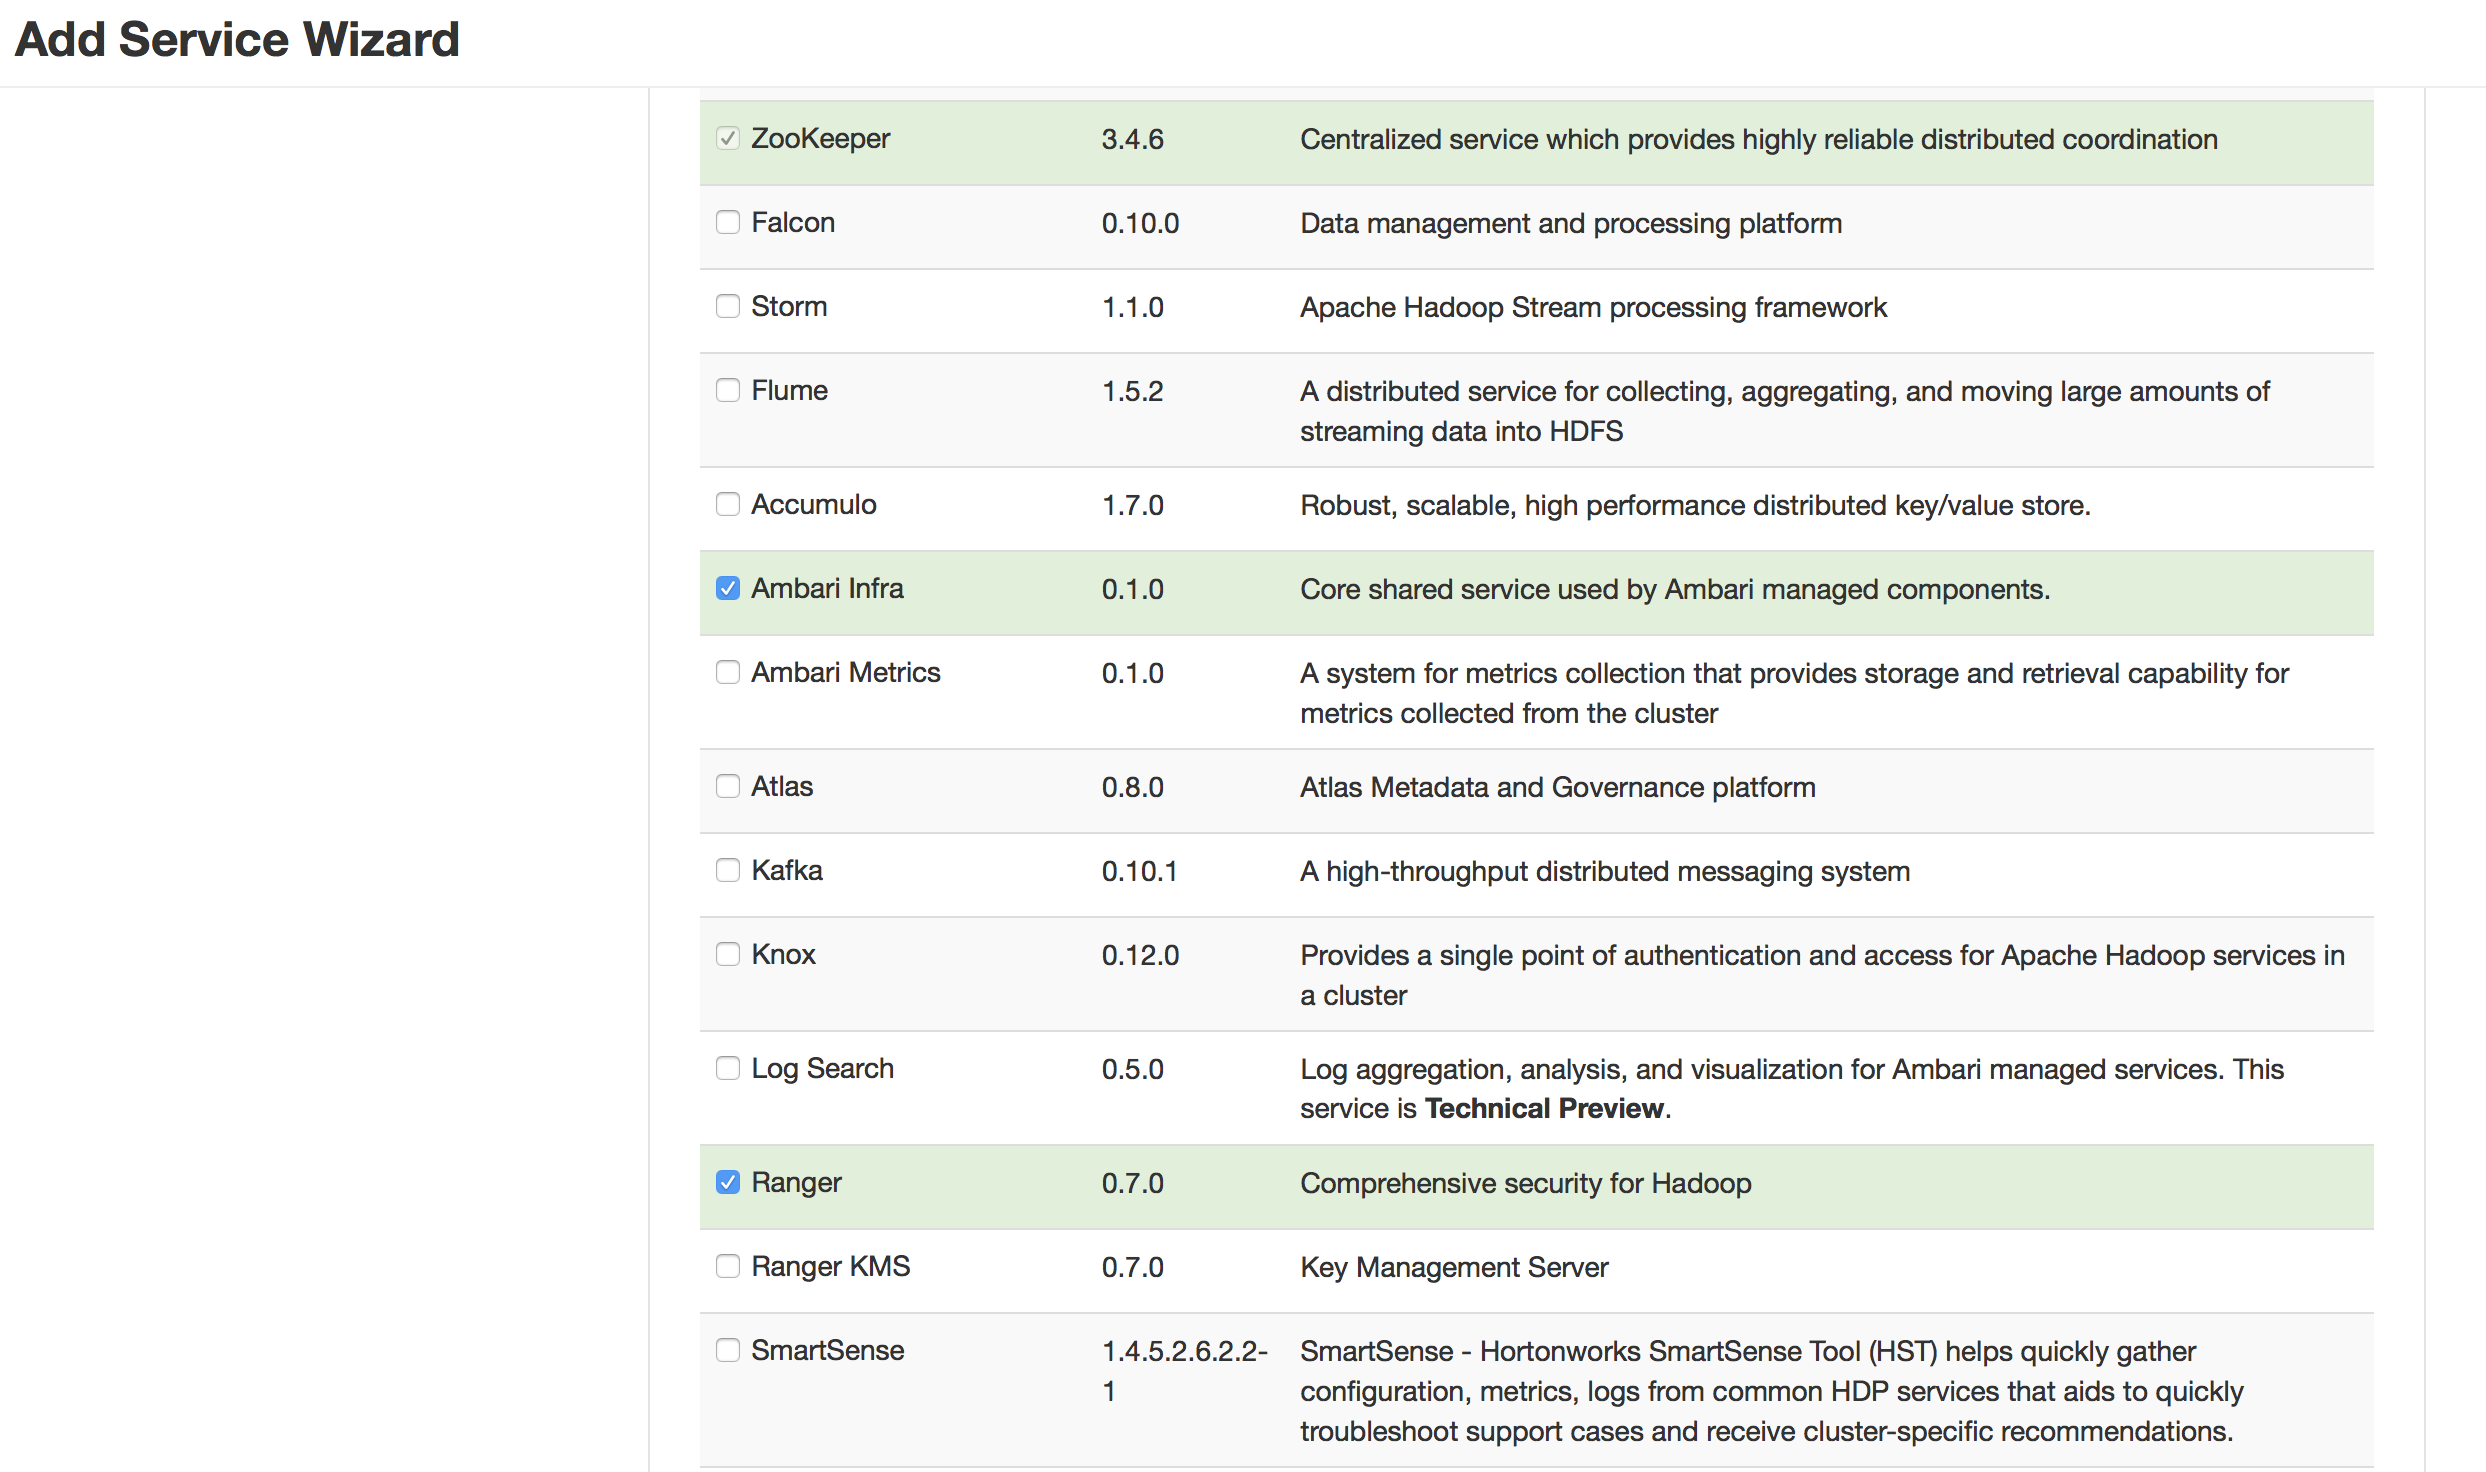 Add Service Wizard
ZooKeeper 3.4.6 Centralized service which provides highly reliable distributed coordination
Falcon 0.10.0 Data management and processing platform
Storm 1.1.0 Apache Hadoop Stream processing framework
Flume 1.5.2 A distributed service for collecting, aggregating, and moving large amounts of
streaming data into HDFS
Accumulo 1.7.0 Robust, scalable, high performance distributed key/value store.
Ambari Infra 0.1.0 Core shared service used by Ambari managed components.
Ambari Metrics 0.1.0 A system for metrics collection that provides storage and retrieval capability for
metrics collected from the cluster
Atlas 0.8.0 Atlas Metadata and Governance platform
Kafka 0.10.1 A high-throughput distributed messaging system
Knox 0.12.0 Provides a single point of authentication and access for Apache Hadoop services in
a cluster
Log Search 0.5.0 Log aggregation, analysis, and visualization for Ambari managed services. This
service is Technical Preview.
Ranger 0.7.0 Comprehensive security for Hadoop
Ranger KMS 0.7.0 Key Management Server
SmartSense 1.4.5.2.6.2.2- SmartSense - Hortonworks SmartSense Tool (HST) helps quickly gather
1 configuration, metrics, logs from common HDP services that aids to quickly
troubleshoot support cases and receive cluster-specific recommendations.